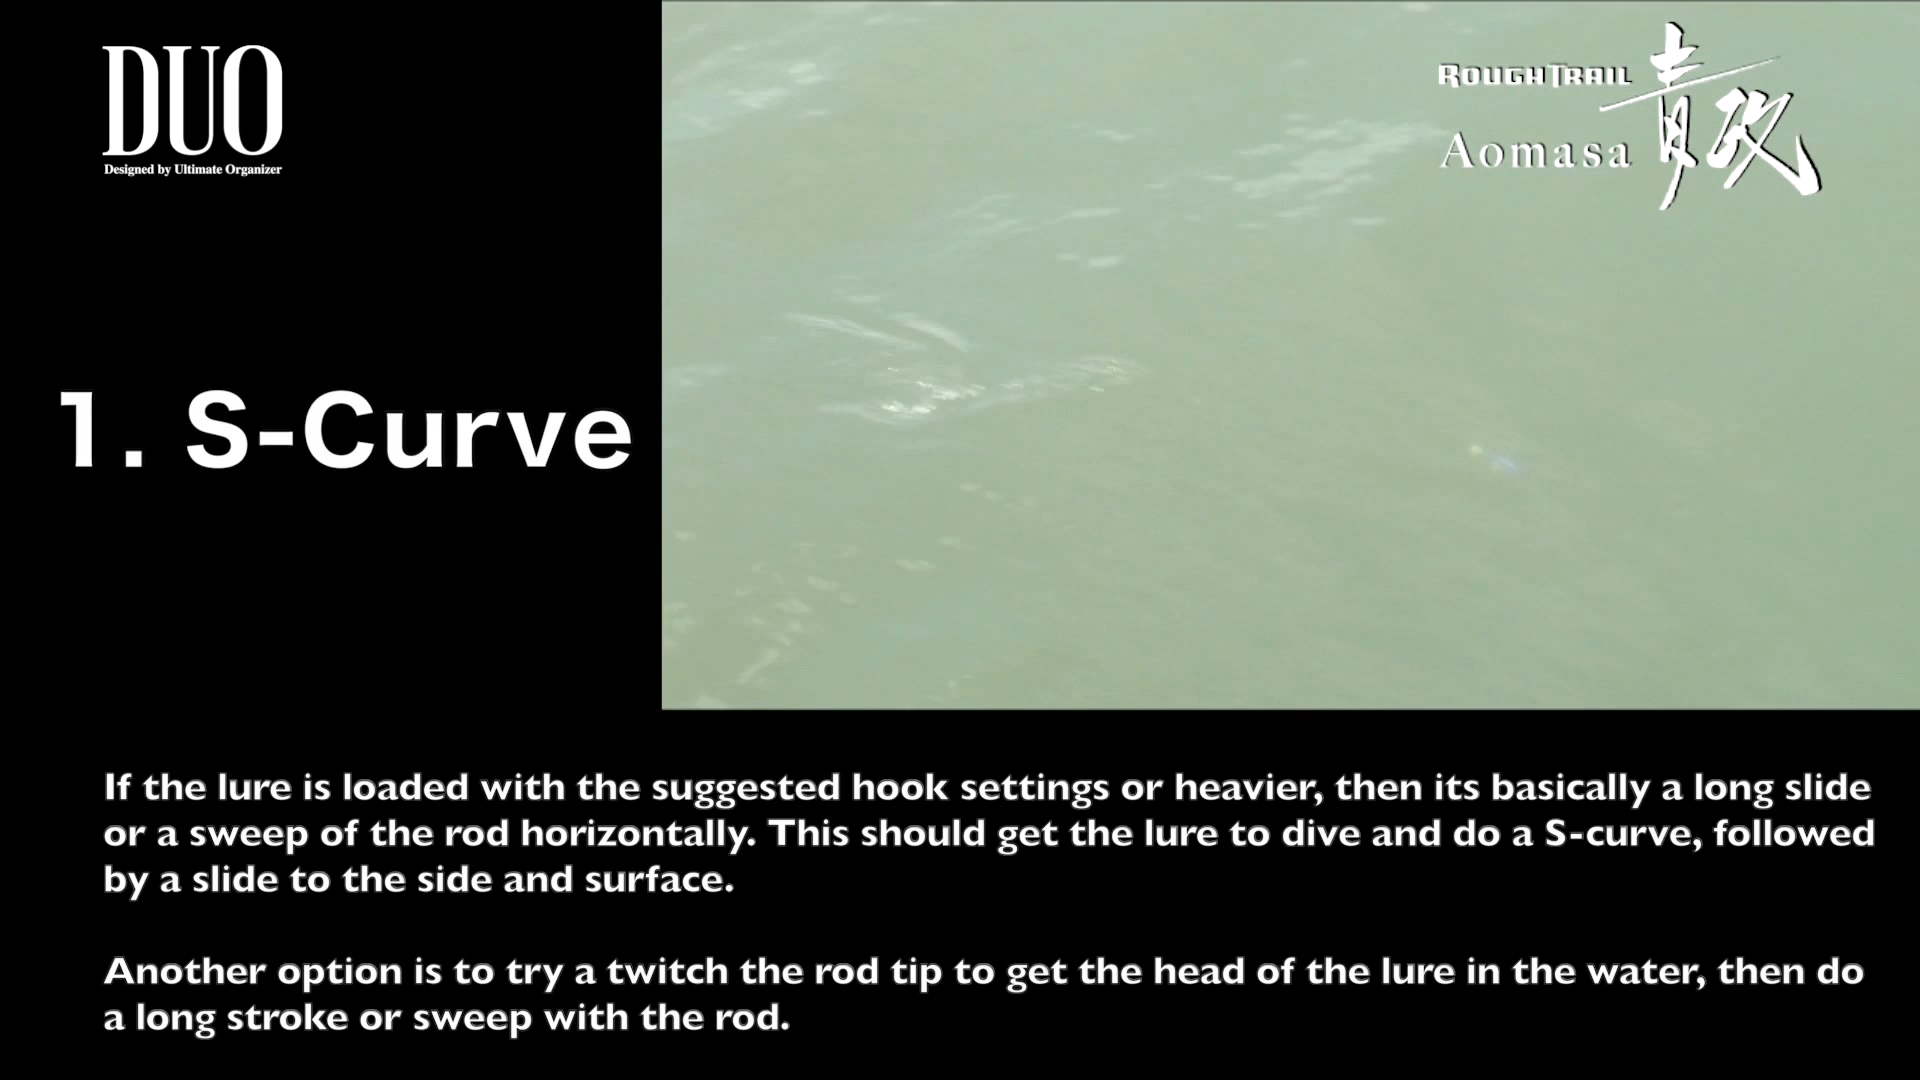 DUO
Designed by Ultimate Organizer
ROUGHTRAIL
Aomasa
青政
1. S-Curve
If the lure is loaded with the suggested hook settings or heavier, then its basically a long slide
or a sweep of the rod horizontally. This should get the lure to dive and do a S-curve, followed
by a slide to the side and surface.
Another option is to try a twitch the rod tip to get the head of the lure in the water, then do
a long stroke or sweep with the rod.